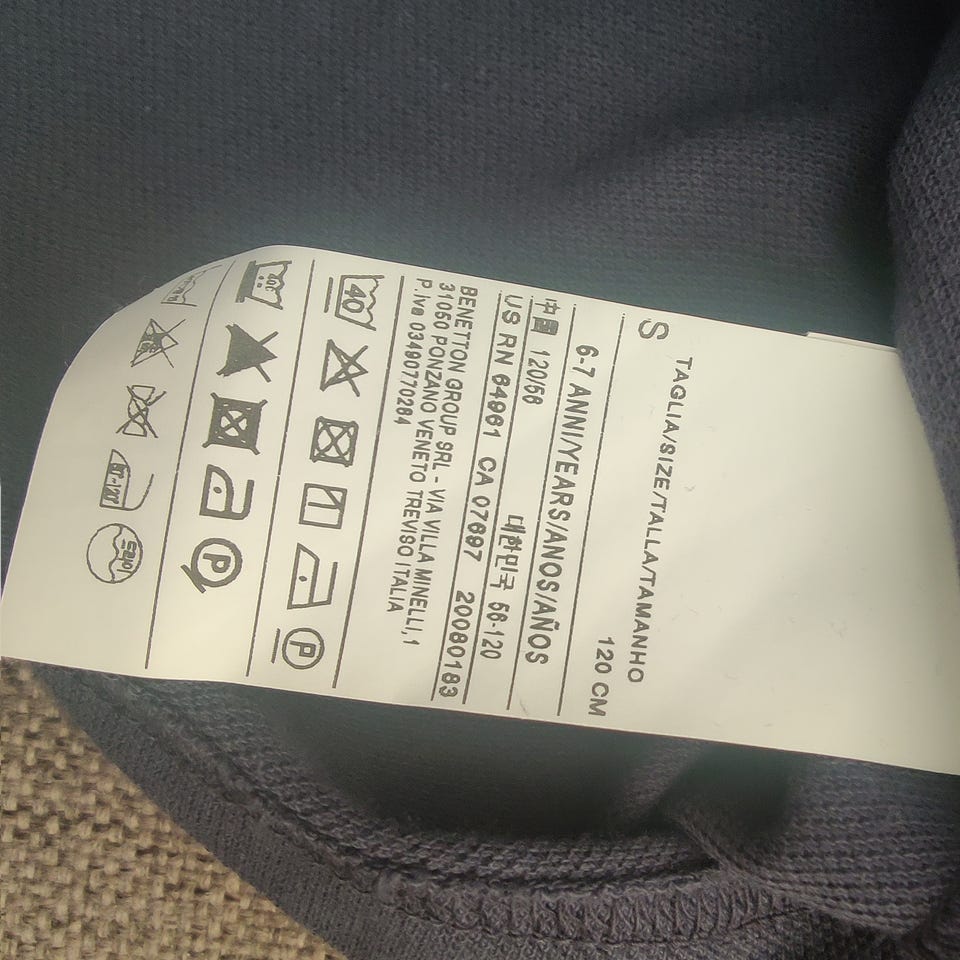 TAGLIA/SIZE/TALLA/TAMANHO
S 120 CM
6-7 ANNI/YEARS/ANOS/AÑOS
中国 120/56 대한민국 56-120
US RN 64661 CA 07697 20080183
BENETTON GROUP SRL - VIA VILLA MINELLI, 1
31050 PONZANO VENETO TREVISO ITALIA
P.iva 03490770264
40
P
P